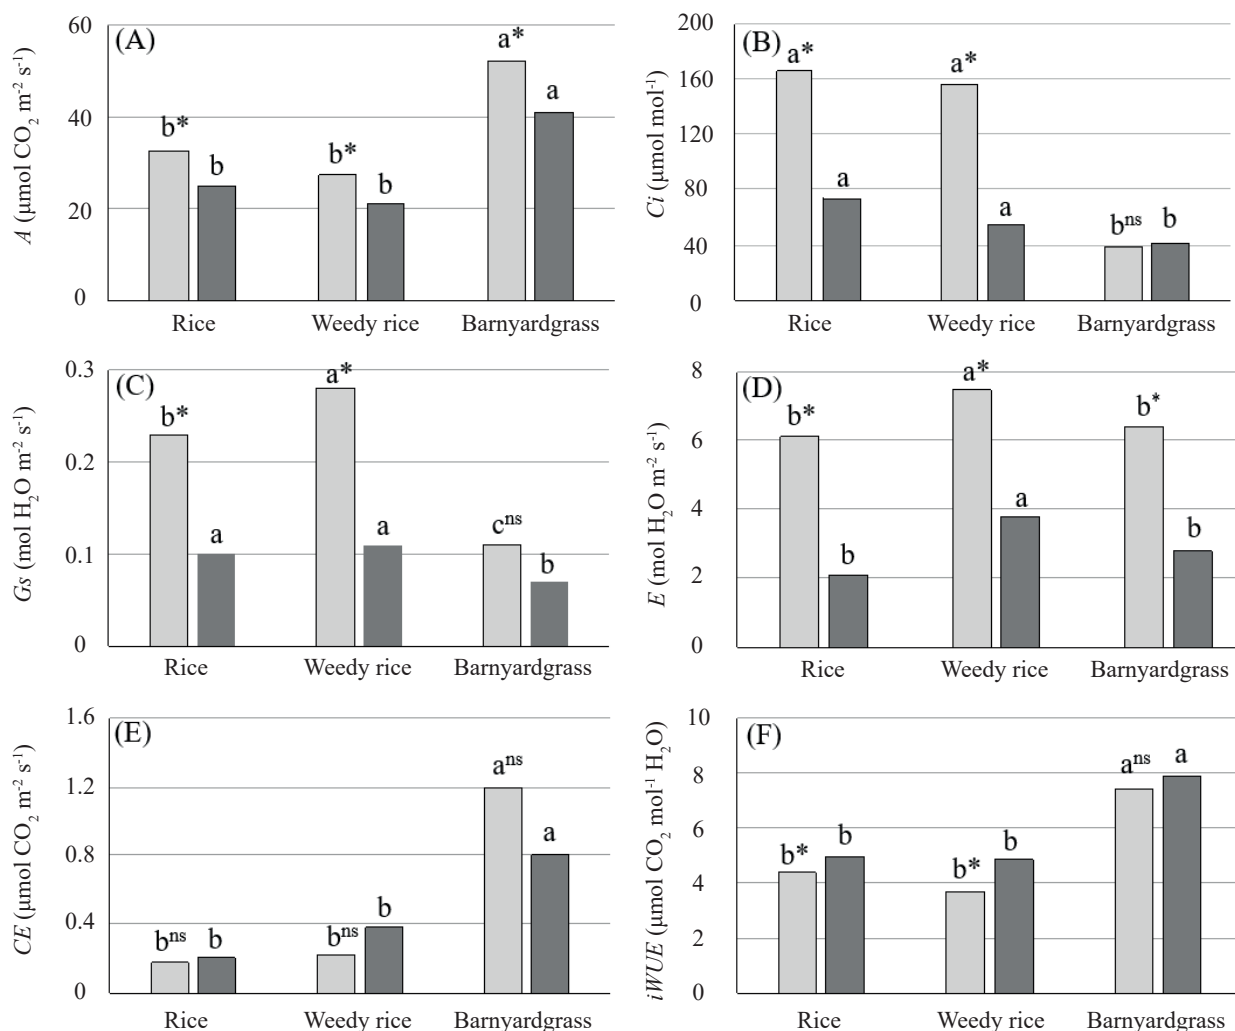 (A)
A (μmol CO₂ m⁻² s⁻¹)
60
40
20
0
b*
b
b*
b
a*
a
Rice Weedy rice Barnyardgrass
(B)
Ci (μmol mol⁻¹)
200
160
120
80
40
0
a*
a
a*
a
bⁿˢ
b
Rice Weedy rice Barnyardgrass
(C)
Gs (mol H₂O m⁻² s⁻¹)
0.3
0.2
0.1
0
b*
a
a*
a
cⁿˢ
b
Rice Weedy rice Barnyardgrass
(D)
E (mol H₂O m⁻² s⁻¹)
8
6
4
2
0
b*
b
a*
a
b*
b
Rice Weedy rice Barnyardgrass
(E)
CE (μmol CO₂ m⁻² s⁻¹)
1.6
1.2
0.8
0.4
0
bⁿˢ
b
bⁿˢ
b
aⁿˢ
a
Rice Weedy rice Barnyardgrass
(F)
iWUE (μmol CO₂ mol⁻¹ H₂O)
10
8
6
4
2
0
b*
b
b*
b
aⁿˢ
a
Rice Weedy rice Barnyardgrass